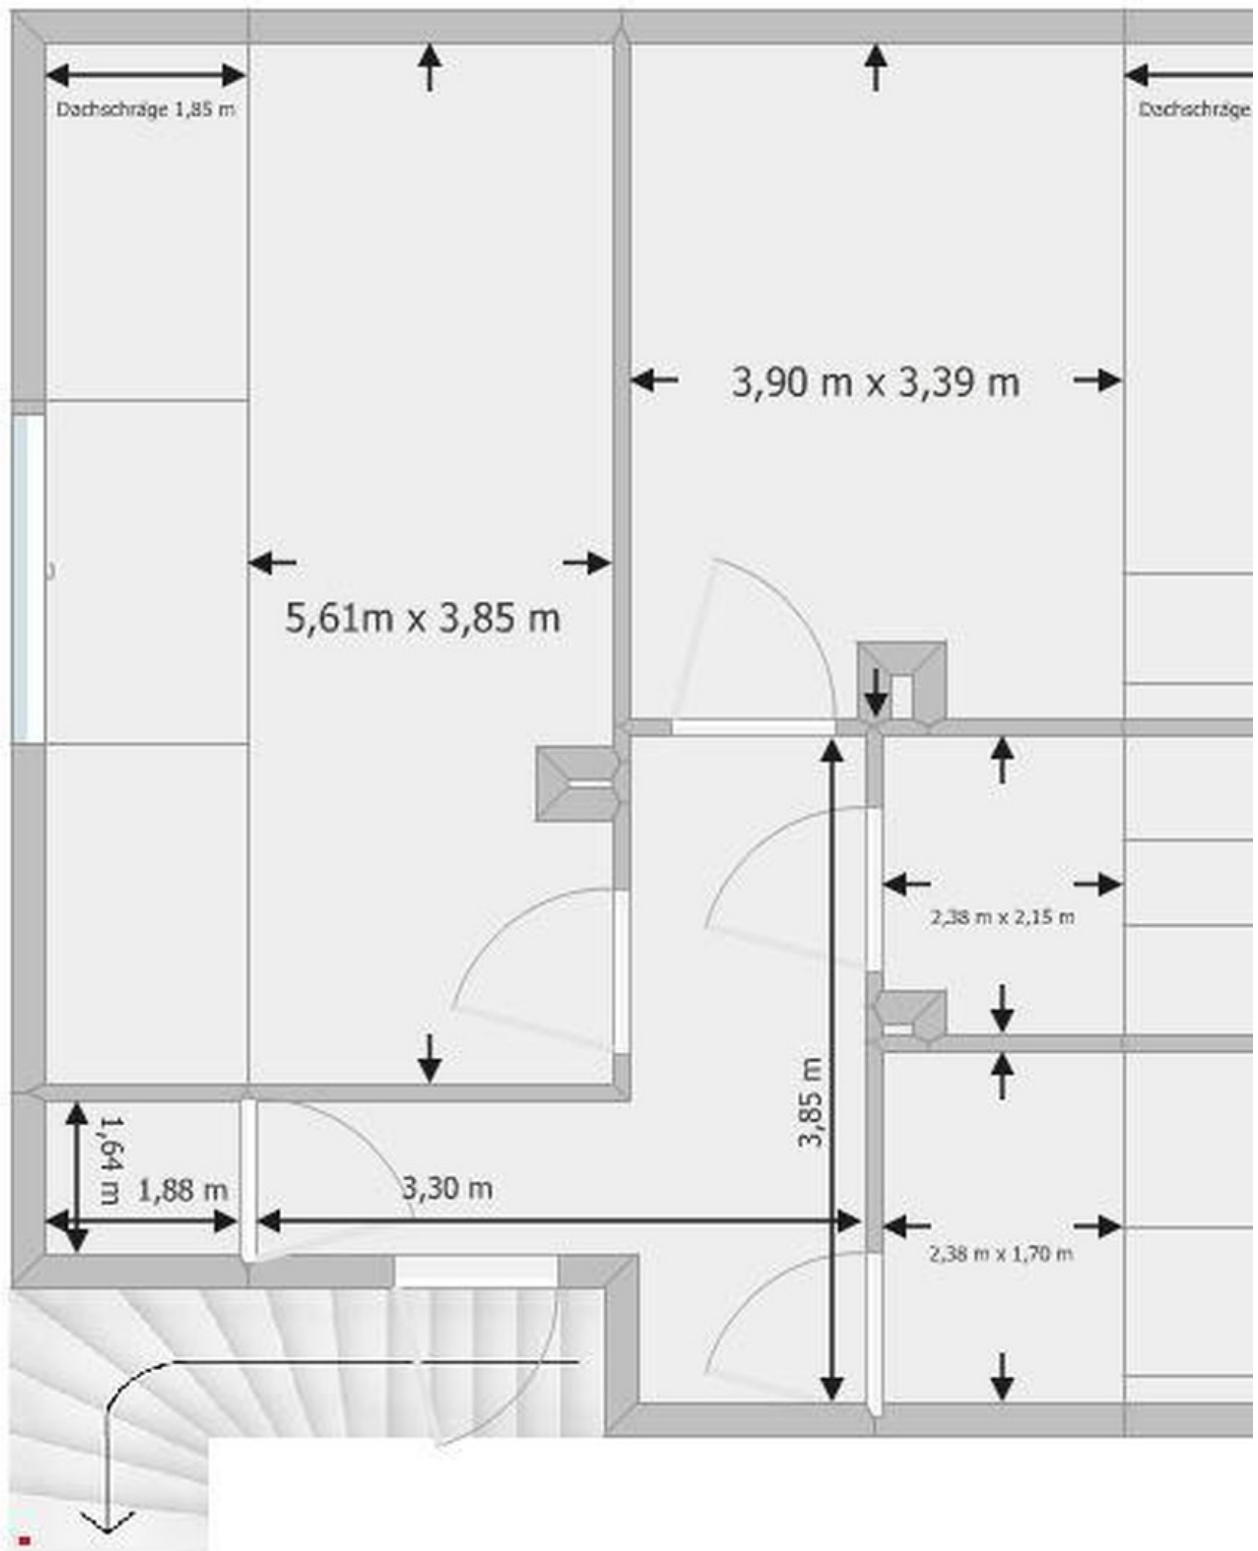 Dachschräge 1,85 m
Dachschräge
3,90 m x 3,39 m
5,61m x 3,85 m
2,38 m x 2,15 m
3,85 m
1,64 m
1,88 m
3,30 m
2,38 m x 1,70 m